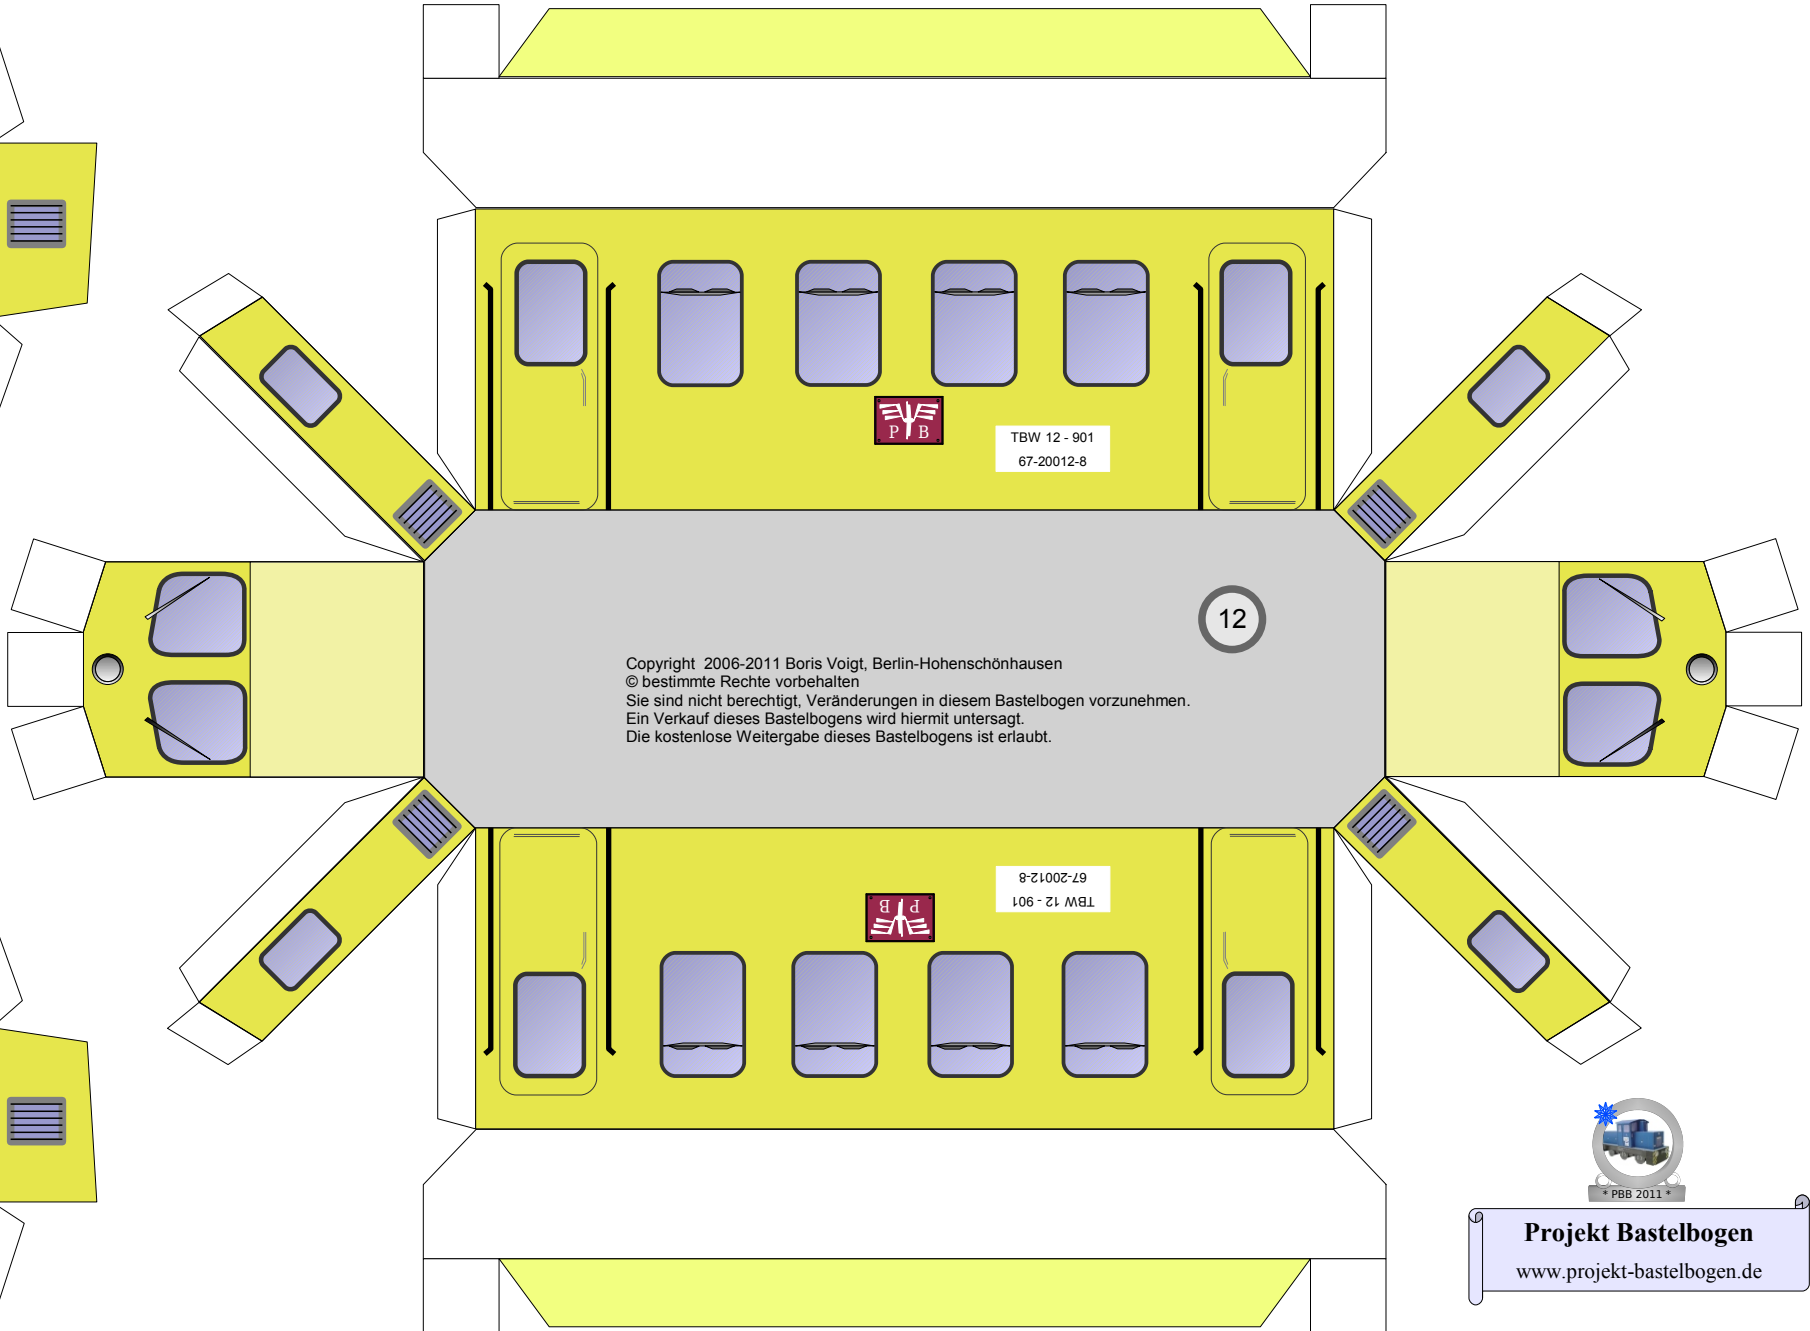 P B
TBW 12 - 901
67-20012-8
12
Copyright 2006-2011 Boris Voigt, Berlin-Hohenschönhausen
© bestimmte Rechte vorbehalten
Sie sind nicht berechtigt, Veränderungen in diesem Bastelbogen vorzunehmen.
Ein Verkauf dieses Bastelbogens wird hiermit untersagt.
Die kostenlose Weitergabe dieses Bastelbogens ist erlaubt.
TBW 12 - 901
67-20012-8
P B
* PBB 2011 *
Projekt Bastelbogen
www.projekt-bastelbogen.de